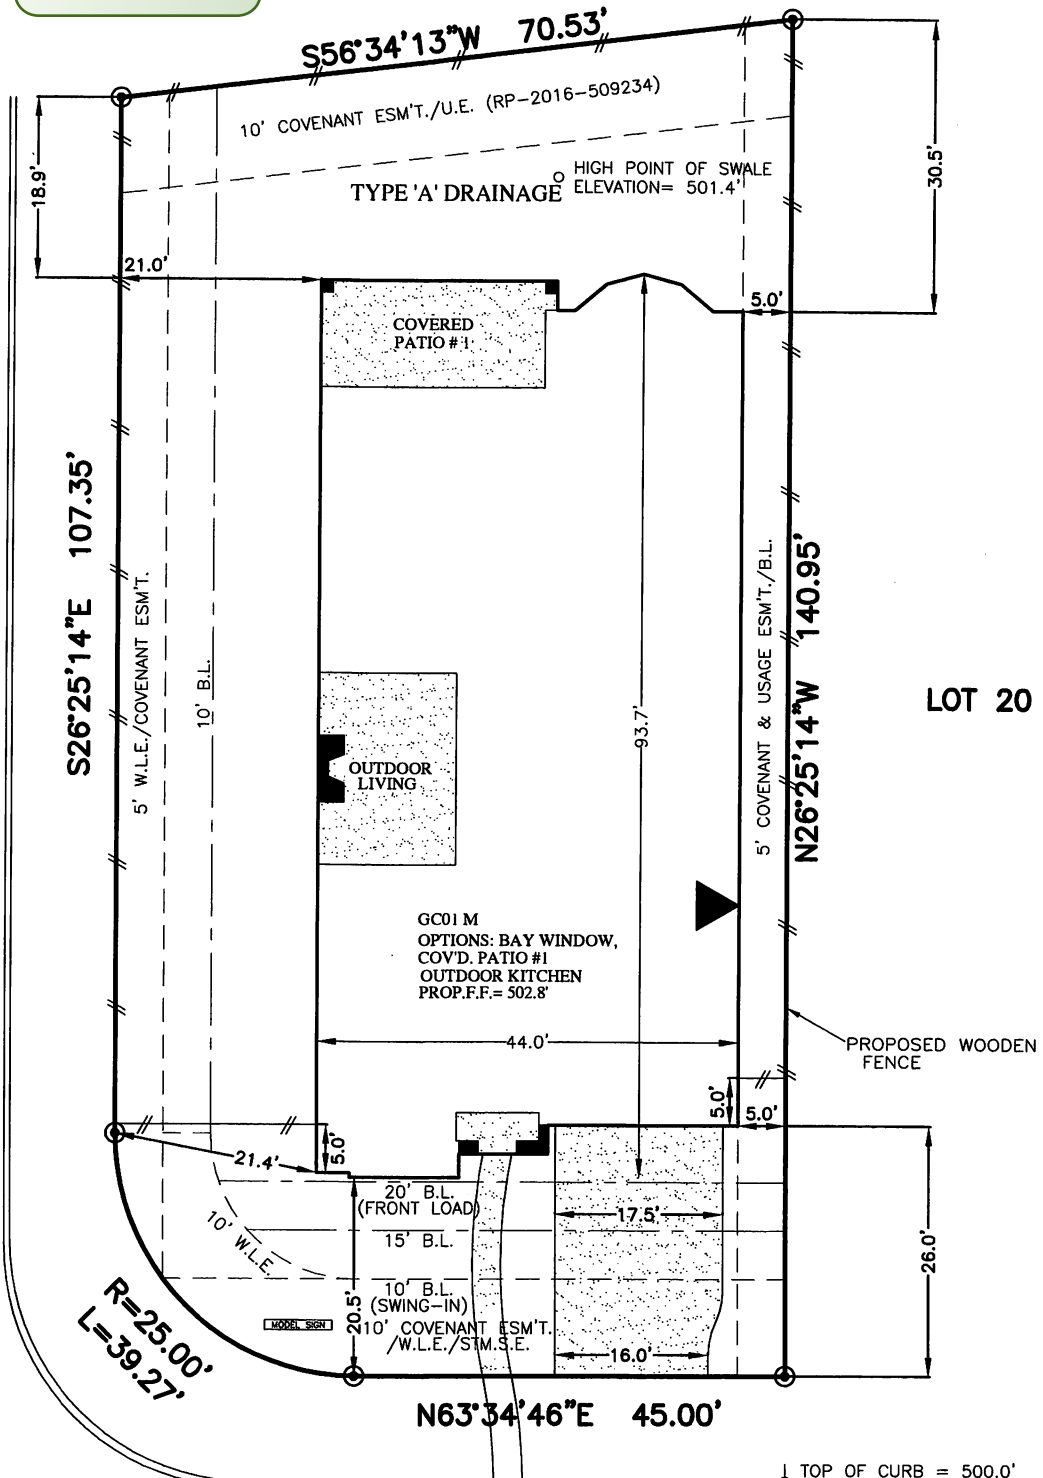 S56°34'13"W 70.53'
10' COVENANT ESM'T./U.E. (RP-2016-509234)
HIGH POINT OF SWALE
ELEVATION= 501.4'
TYPE 'A' DRAINAGE
18.9'
30.5'
21.0'
5.0'
COVERED
PATIO # 1
S26°25'14"E 107.35'
5' W.L.E./COVENANT ESM'T.
10' B.L.
93.7'
5' COVENANT & USAGE ESM'T./B.L.
N26°25'14"W 140.95'
LOT 20
OUTDOOR
LIVING
GC01 M
OPTIONS: BAY WINDOW,
COV'D. PATIO #1
OUTDOOR KITCHEN
PROP.F.F.= 502.8'
44.0'
PROPOSED WOODEN
FENCE
5.0'
5.0'
5.0'
21.4'
20' B.L.
(FRONT LOAD)
17.5'
15' B.L.
10' W.L.E.
10' B.L.
(SWING-IN)
26.0'
20.5'
MODEL SIGN
10' COVENANT ESM'T.
/W.L.E./STM.S.E.
16.0'
R=25.00'
L=39.27'
N63°34'46"E 45.00'
TOP OF CURB = 500.0'